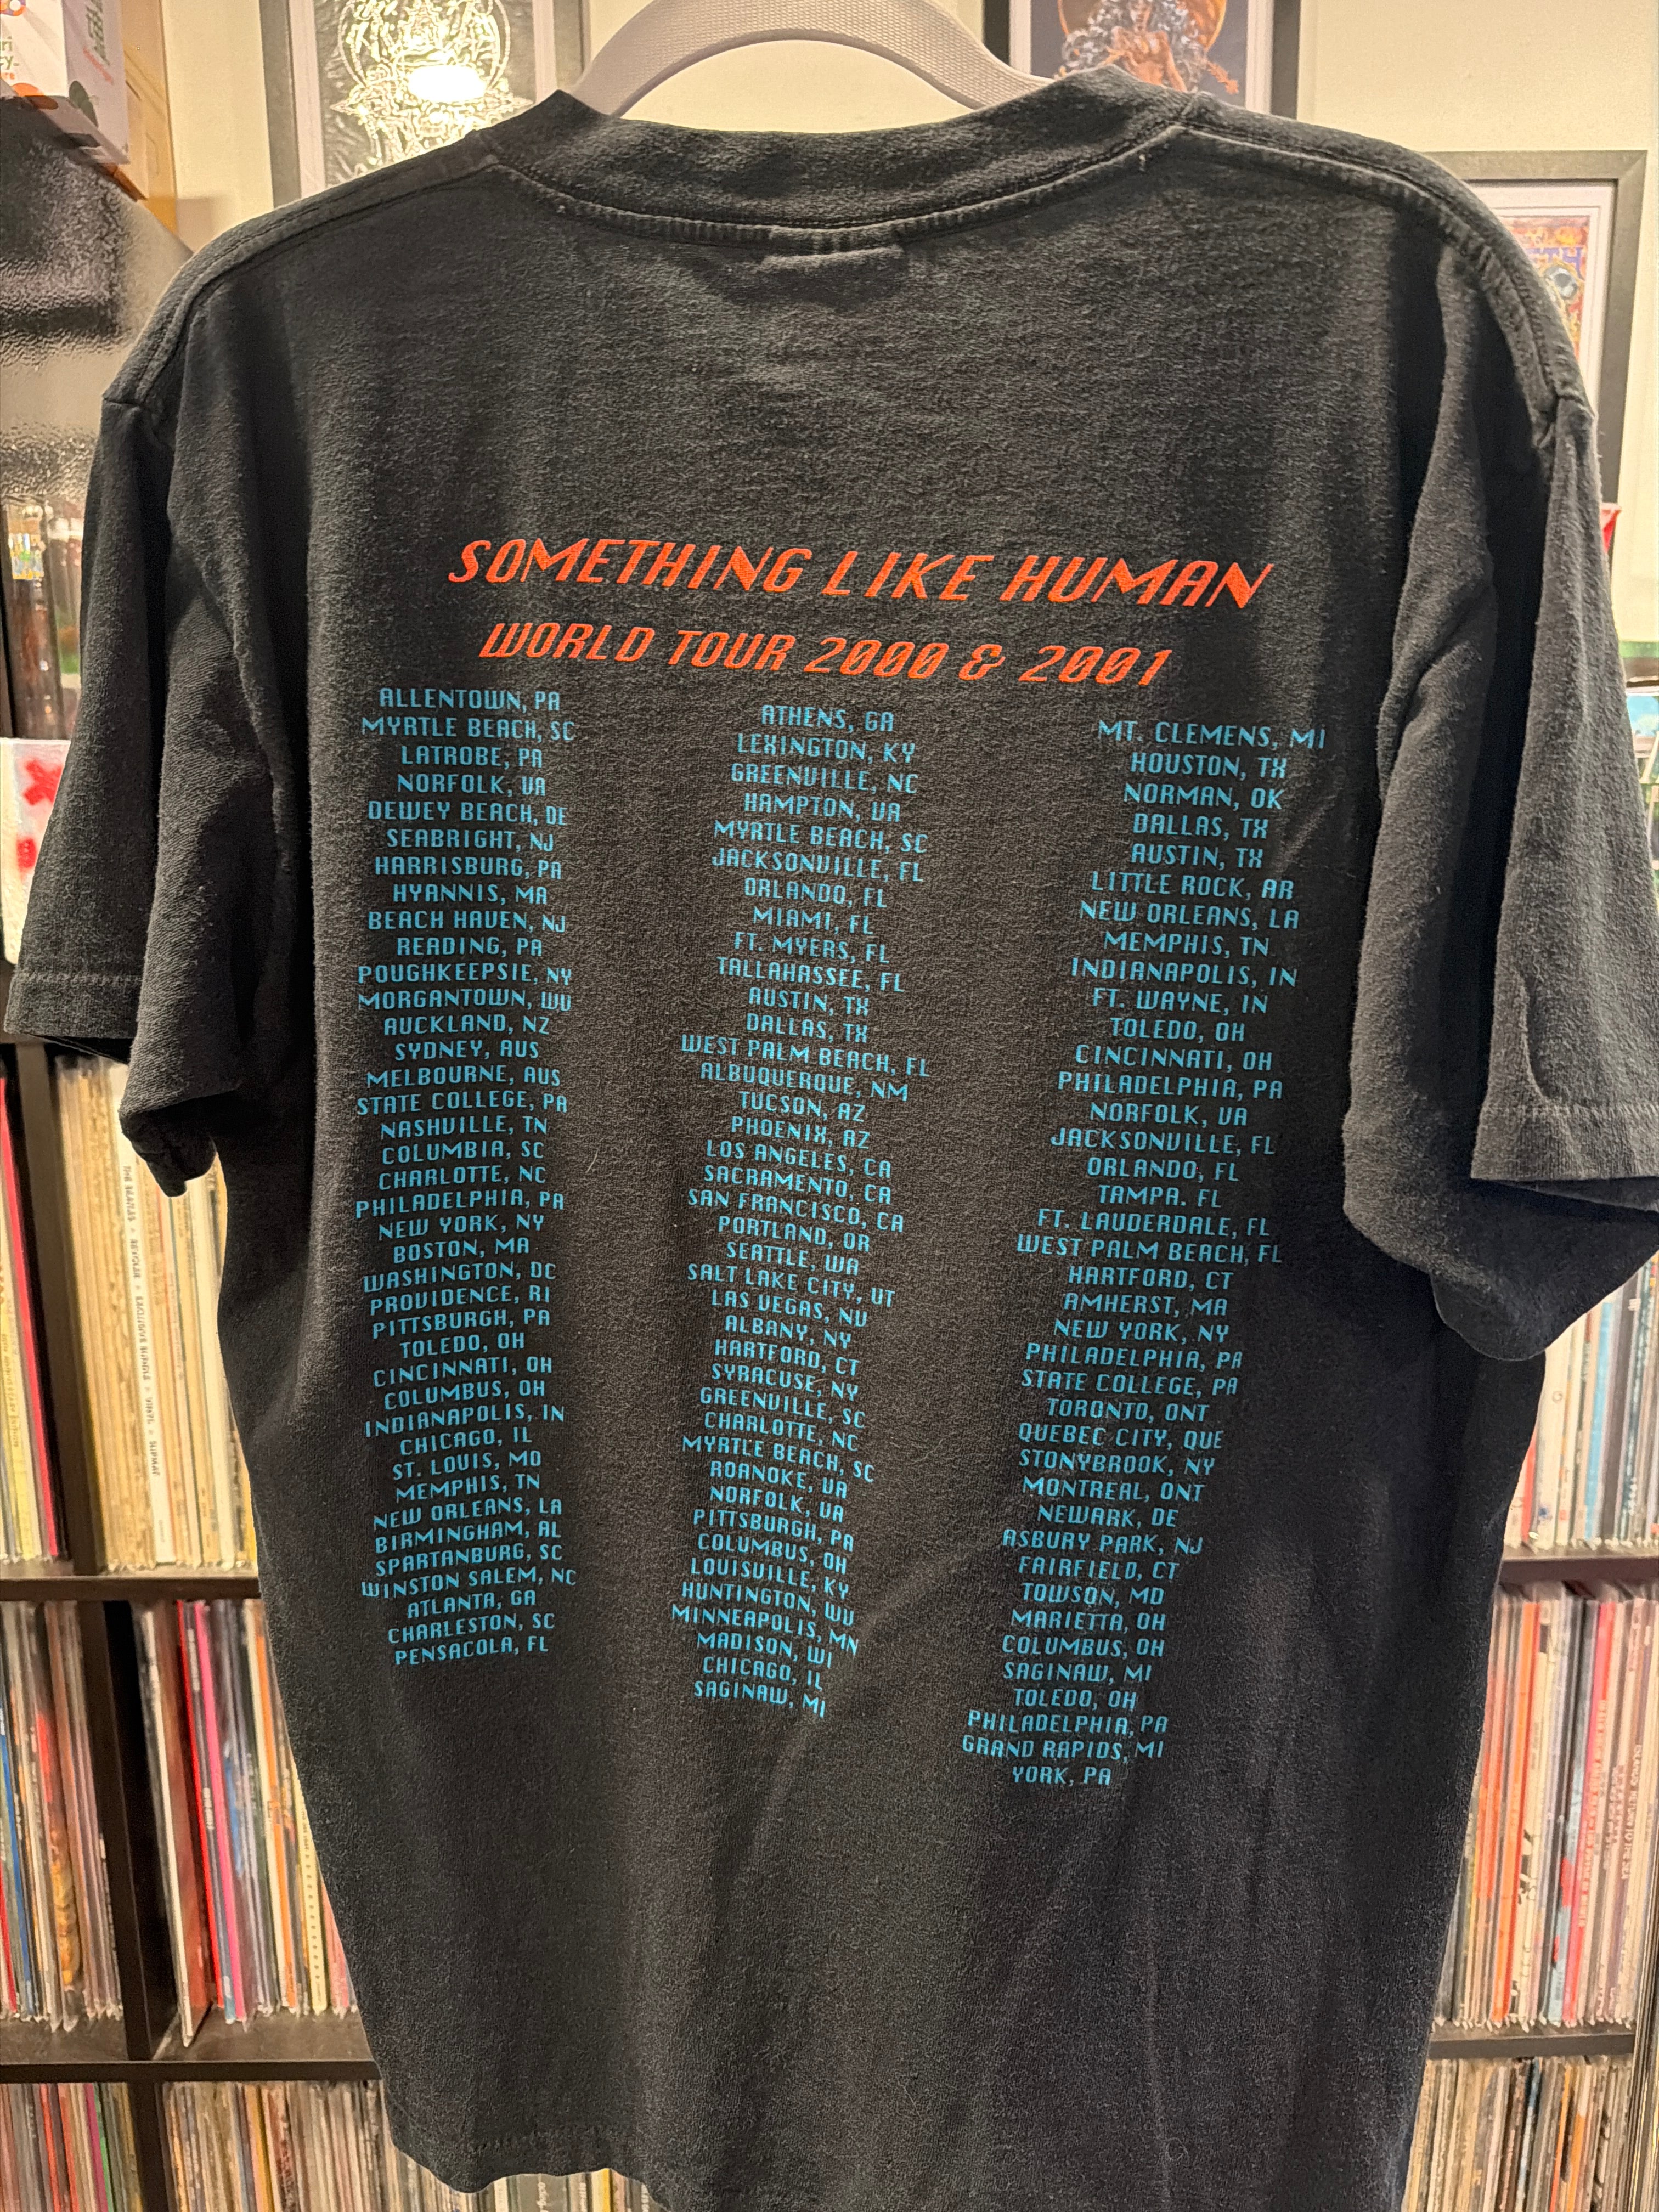 SOMETHING LIKE HUMAN
WORLD TOUR 2000 & 2001
ALLENTOWN, PA
MYRTLE BEACH, SC
LATROBE, PA
NORFOLK, VA
DEWEY BEACH, DE
SEABRIGHT, NJ
HARRISBURG, PA
HYANNIS, MA
BEACH HAVEN, NJ
READING, PA
POUGHKEEPSIE, NY
MORGANTOWN, WV
AUCKLAND, NZ
SYDNEY, AUS
MELBOURNE, AUS
STATE COLLEGE, PA
NASHVILLE, TN
COLUMBIA, SC
CHARLOTTE, NC
PHILADELPHIA, PA
NEW YORK, NY
BOSTON, MA
WASHINGTON, DC
PROVIDENCE, RI
PITTSBURGH, PA
TOLEDO, OH
CINCINNATI, OH
COLUMBUS, OH
INDIANAPOLIS, IN
CHICAGO, IL
ST. LOUIS, MO
MEMPHIS, TN
NEW ORLEANS, LA
BIRMINGHAM, AL
SPARTANBURG, SC
WINSTON SALEM, NC
ATLANTA, GA
CHARLESTON, SC
PENSACOLA, FL
ATHENS, GA
LEXINGTON, KY
GREENVILLE, NC
HAMPTON, VA
MYRTLE BEACH, SC
JACKSONVILLE, FL
ORLANDO, FL
MIAMI, FL
FT. MYERS, FL
TALLAHASSEE, FL
AUSTIN, TX
DALLAS, TX
WEST PALM BEACH, FL
ALBUQUERQUE, NM
TUCSON, AZ
PHOENIX, AZ
LOS ANGELES, CA
SACRAMENTO, CA
SAN FRANCISCO, CA
PORTLAND, OR
SEATTLE, WA
SALT LAKE CITY, UT
LAS VEGAS, NV
ALBANY, NY
HARTFORD, CT
SYRACUSE, NY
GREENVILLE, SC
CHARLOTTE, NC
MYRTLE BEACH, SC
ROANOKE, VA
NORFOLK, VA
PITTSBURGH, PA
COLUMBUS, OH
LOUISVILLE, KY
HUNTINGTON, WV
MINNEAPOLIS, MN
MADISON, WI
CHICAGO, IL
SAGINAW, MI
MT. CLEMENS, MI
HOUSTON, TX
NORMAN, OK
DALLAS, TX
AUSTIN, TX
LITTLE ROCK, AR
NEW ORLEANS, LA
MEMPHIS, TN
INDIANAPOLIS, IN
FT. WAYNE, IN
TOLEDO, OH
CINCINNATI, OH
PHILADELPHIA, PA
NORFOLK, VA
JACKSONVILLE, FL
ORLANDO, FL
TAMPA. FL
FT. LAUDERDALE, FL
WEST PALM BEACH, FL
HARTFORD, CT
AMHERST, MA
NEW YORK, NY
PHILADELPHIA, PA
STATE COLLEGE, PA
TORONTO, ONT
QUEBEC CITY, QUE
STONYBROOK, NY
MONTREAL, ONT
NEWARK, DE
ASBURY PARK, NJ
FAIRFIELD, CT
TOWSON, MD
MARIETTA, OH
COLUMBUS, OH
SAGINAW, MI
TOLEDO, OH
PHILADELPHIA, PA
GRAND RAPIDS, MI
YORK, PA